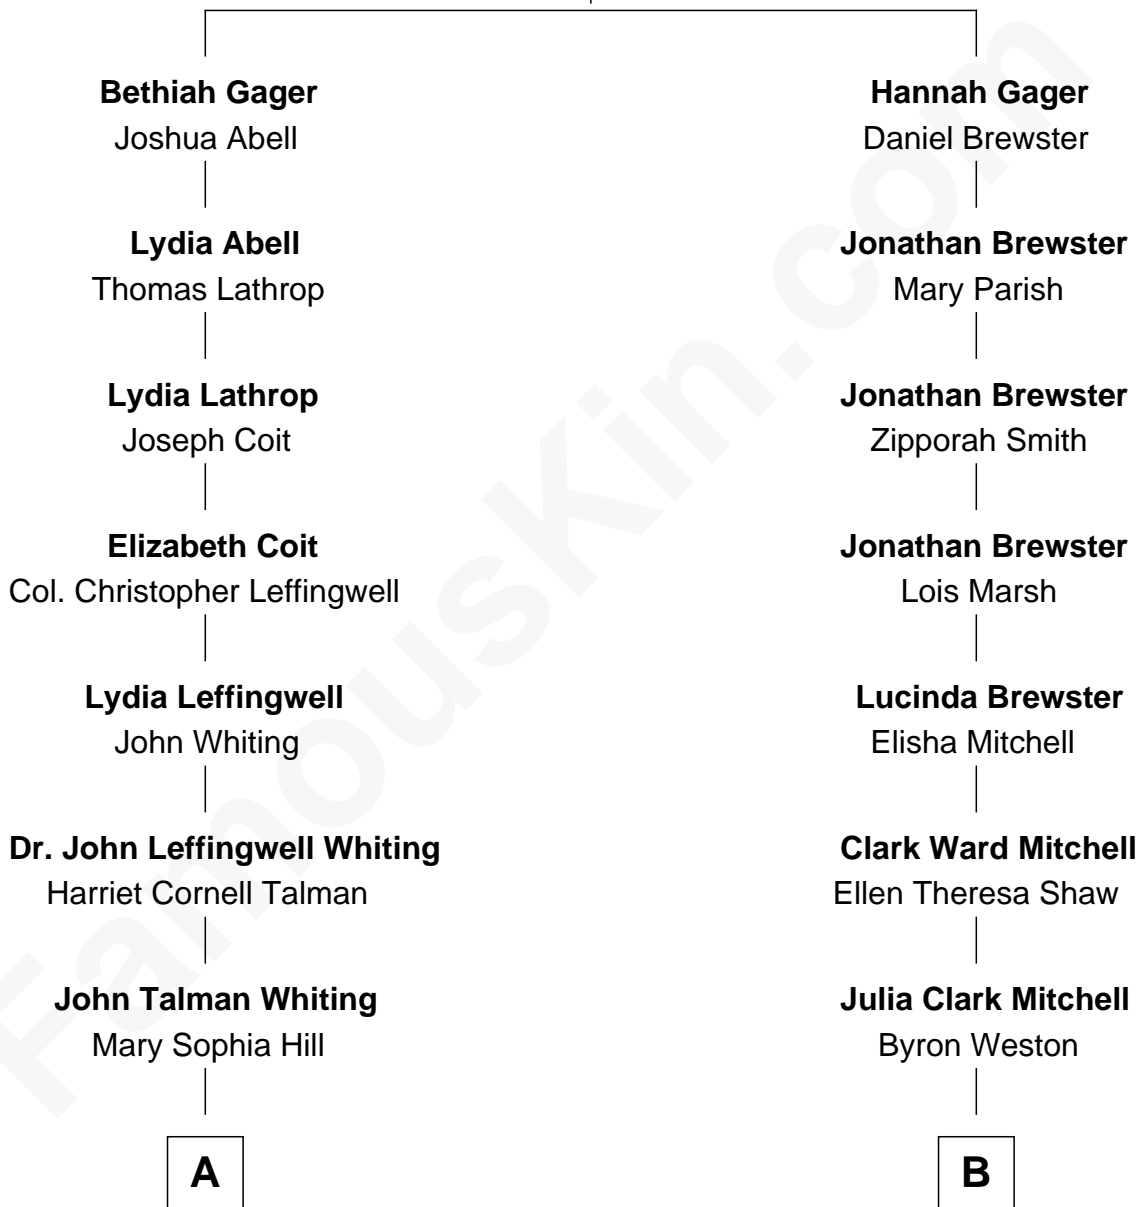 Bethiah Gager
Joshua Abell
Lydia Abell
Thomas Lathrop
Lydia Lathrop
Joseph Coit
Elizabeth Coit
Col. Christopher Leffingwell
Lydia Leffingwell
John Whiting
Dr. John Leffingwell Whiting
Harriet Cornell Talman
John Talman Whiting
Mary Sophia Hill
A
Hannah Gager
Daniel Brewster
Jonathan Brewster
Mary Parish
Jonathan Brewster
Zipporah Smith
Jonathan Brewster
Lois Marsh
Lucinda Brewster
Elisha Mitchell
Clark Ward Mitchell
Ellen Theresa Shaw
Julia Clark Mitchell
Byron Weston
B
FamousKin.com